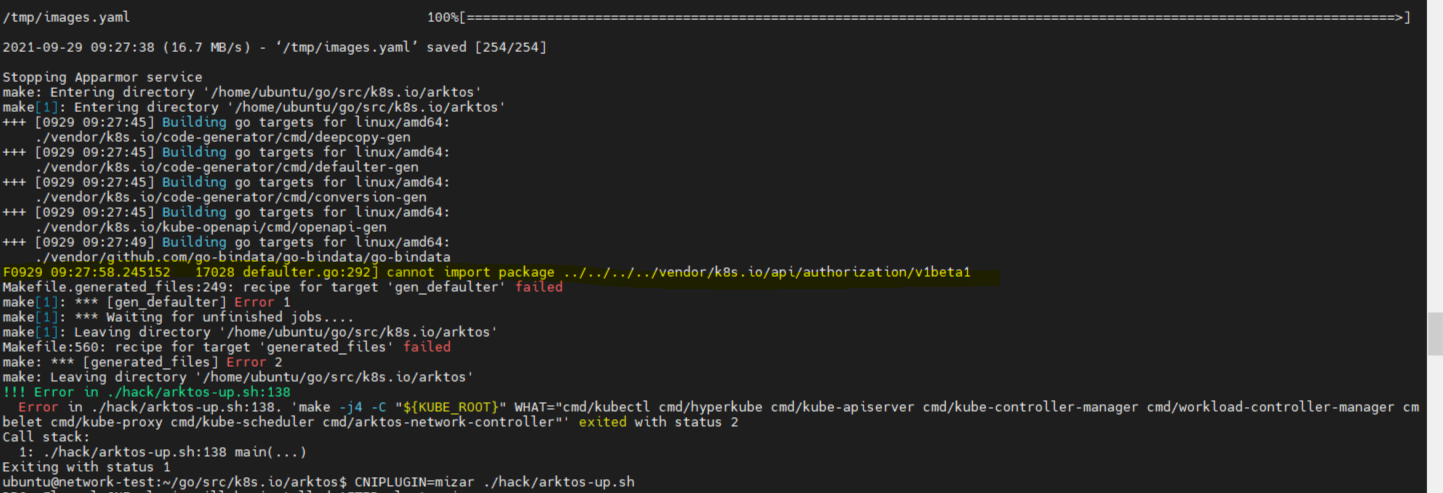 /tmp/images.yaml 100%[===================================================================================================================>]
2021-09-29 09:27:38 (16.7 MB/s) - ‘/tmp/images.yaml’ saved [254/254]
Stopping Apparmor service
make: Entering directory '/home/ubuntu/go/src/k8s.io/arktos'
make[1]: Entering directory '/home/ubuntu/go/src/k8s.io/arktos'
+++ [0929 09:27:45] Building go targets for linux/amd64:
./vendor/k8s.io/code-generator/cmd/deepcopy-gen
+++ [0929 09:27:45] Building go targets for linux/amd64:
./vendor/k8s.io/code-generator/cmd/defaulter-gen
+++ [0929 09:27:45] Building go targets for linux/amd64:
./vendor/k8s.io/code-generator/cmd/conversion-gen
+++ [0929 09:27:45] Building go targets for linux/amd64:
./vendor/k8s.io/kube-openapi/cmd/openapi-gen
+++ [0929 09:27:49] Building go targets for linux/amd64:
./vendor/github.com/go-bindata/go-bindata/go-bindata
F0929 09:27:58.245152 17028 defaulter.go:292] cannot import package ../../../../vendor/k8s.io/api/authorization/v1beta1
Makefile.generated_files:249: recipe for target 'gen_defaulter' failed
make[1]: *** [gen_defaulter] Error 1
make[1]: *** Waiting for unfinished jobs....
make[1]: Leaving directory '/home/ubuntu/go/src/k8s.io/arktos'
Makefile:560: recipe for target 'generated_files' failed
make: *** [generated_files] Error 2
make: Leaving directory '/home/ubuntu/go/src/k8s.io/arktos'
!!! Error in ./hack/arktos-up.sh:138
Error in ./hack/arktos-up.sh:138. 'make -j4 -C "${KUBE_ROOT}" WHAT="cmd/kubectl cmd/hyperkube cmd/kube-apiserver cmd/kube-controller-manager cmd/workload-controller-manager cm
belet cmd/kube-proxy cmd/kube-scheduler cmd/arktos-network-controller"' exited with status 2
Call stack:
1: ./hack/arktos-up.sh:138 main(...)
Exiting with status 1
ubuntu@network-test:~/go/src/k8s.io/arktos$ CNIPLUGIN=mizar ./hack/arktos-up.sh